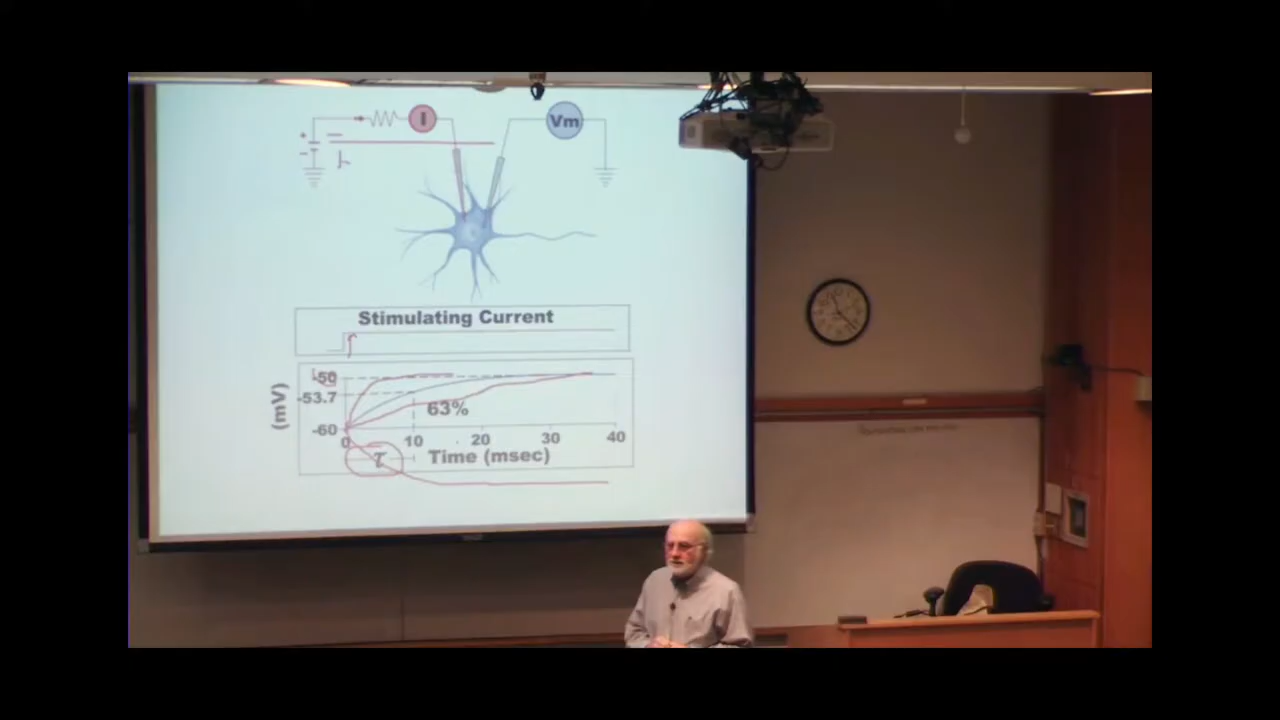 I
Vm
+
-
Stimulating Current
-50
-53.7
(mV)
63%
-60
0 10 20 30 40
τ Time (msec)